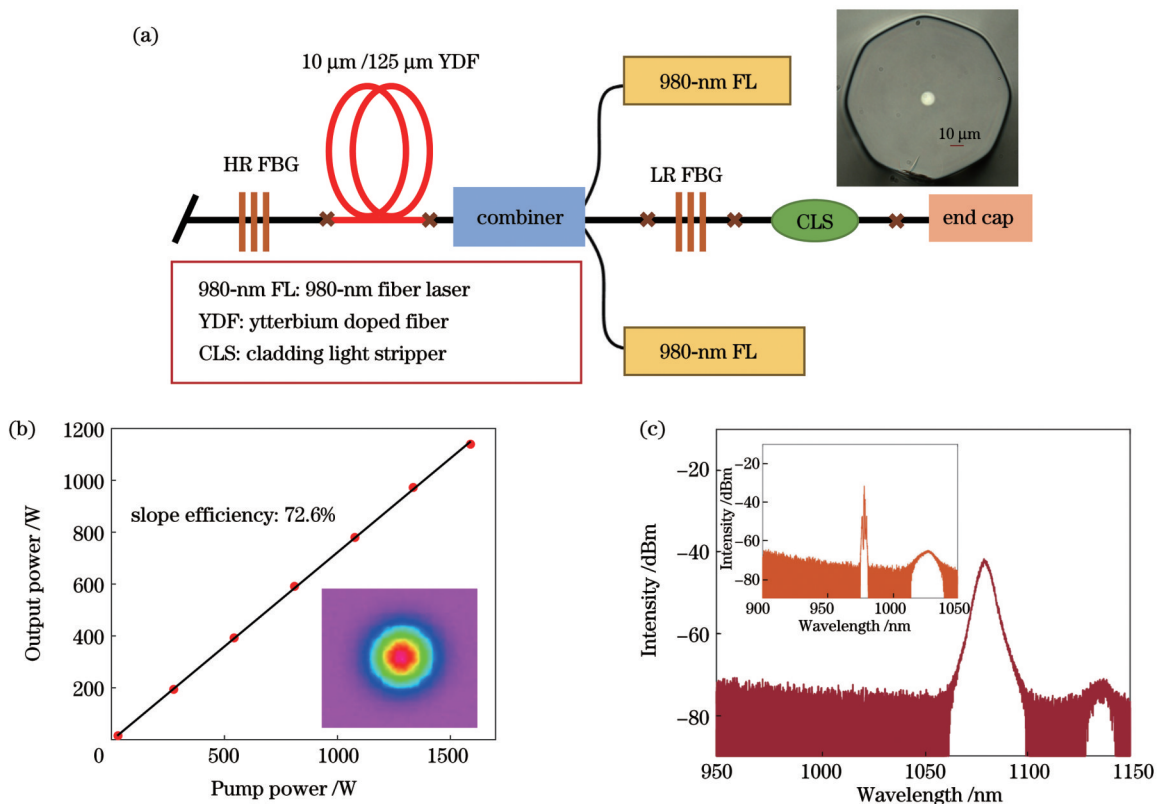 (a)
10 μm /125 μm YDF
980-nm FL
10 μm
HR FBG
LR FBG
combiner
CLS
end cap
980-nm FL: 980-nm fiber laser
YDF: ytterbium doped fiber
CLS: cladding light stripper
980-nm FL
(b)
1200
1000
800
600
400
200
0
500
1000
1500
Output power /W
Pump power /W
slope efficiency: 72.6%
(c)
−20
−40
−60
−80
950
1000
1050
1100
1150
Intensity /dBm
Wavelength /nm
−20
−40
−60
−80
900
950
1000
1050
Intensity /dBm
Wavelength /nm